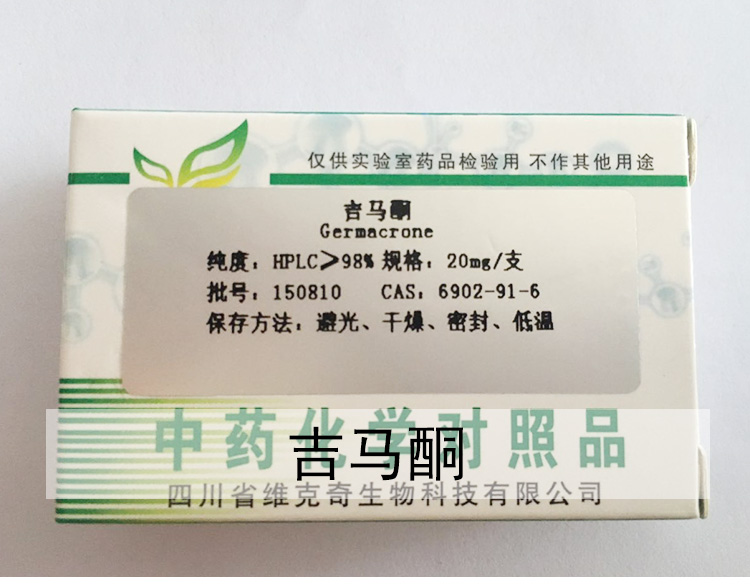 仅供实验室药品检验用 不作其他用途
吉马酮
Germacrone
纯度：HPLC≥98% 规格：20mg/支
批号：150810 CAS：6902-91-6
保存方法：避光、干燥、密封、低温
中药化学对照品
吉马酮
四川省维克奇生物科技有限公司